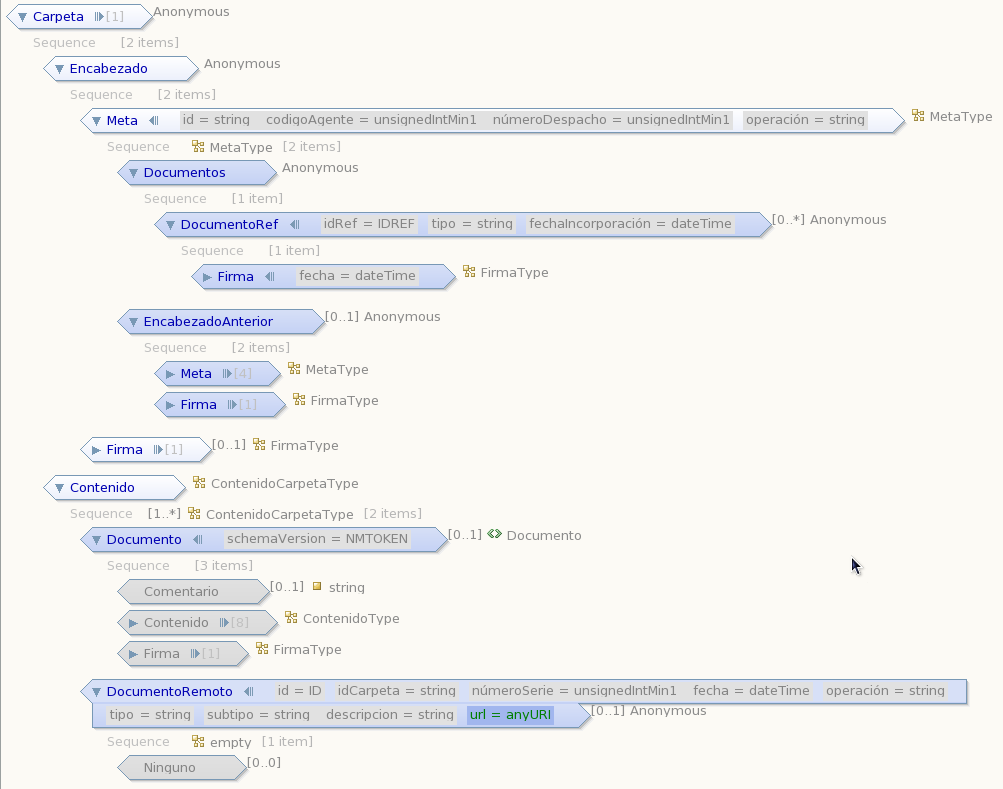 Carpeta [1] Anonymous
Sequence [2 items]
Encabezado Anonymous
Sequence [2 items]
Meta id = string codigoAgente = unsignedIntMin1 númeroDespacho = unsignedIntMin1 operación = string MetaType
Sequence MetaType [2 items]
Documentos Anonymous
Sequence [1 item]
DocumentoRef idRef = IDREF tipo = string fechaIncorporación = dateTime [0..*] Anonymous
Sequence [1 item]
Firma fecha = dateTime FirmaType
EncabezadoAnterior [0..1] Anonymous
Sequence [2 items]
Meta [4] MetaType
Firma [1] FirmaType
Firma [1] [0..1] FirmaType
Contenido ContenidoCarpetaType
Sequence [1..*] ContenidoCarpetaType [2 items]
Documento schemaVersion = NMTOKEN [0..1] Documento
Sequence [3 items]
Comentario [0..1] string
Contenido [8] ContenidoType
Firma [1] FirmaType
DocumentoRemoto id = ID idCarpeta = string númeroSerie = unsignedIntMin1 fecha = dateTime operación = string
tipo = string subtipo = string descripcion = string url = anyURI [0..1] Anonymous
Sequence empty [1 item]
Ninguno [0..0]